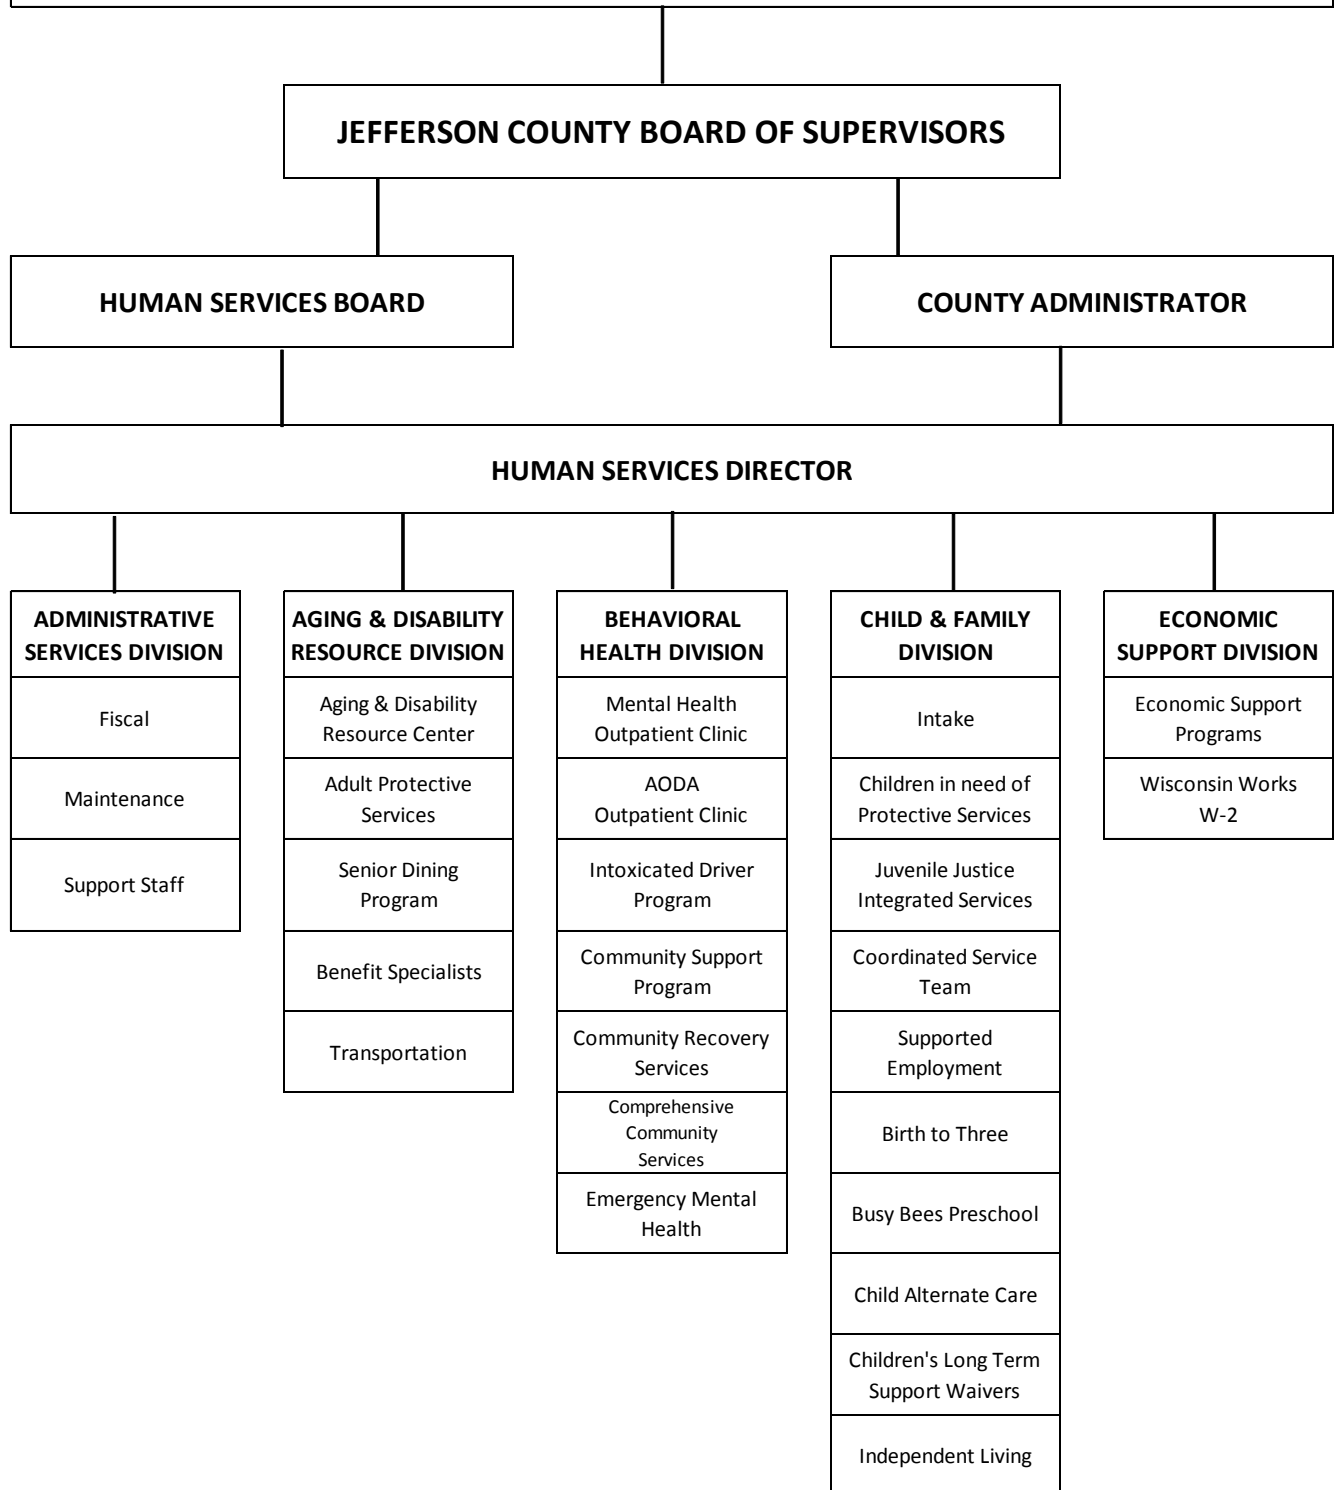 JEFFERSON COUNTY BOARD OF SUPERVISORS
HUMAN SERVICES BOARD
COUNTY ADMINISTRATOR
HUMAN SERVICES DIRECTOR
ADMINISTRATIVE
SERVICES DIVISION
Fiscal
Maintenance
Support Staff
AGING & DISABILITY
RESOURCE DIVISION
Aging & Disability
Resource Center
Adult Protective
Services
Senior Dining
Program
Benefit Specialists
Transportation
BEHAVIORAL
HEALTH DIVISION
Mental Health
Outpatient Clinic
AODA
Outpatient Clinic
Intoxicated Driver
Program
Community Support
Program
Community Recovery
Services
Comprehensive
Community
Services
Emergency Mental
Health
CHILD & FAMILY
DIVISION
Intake
Children in need of
Protective Services
Juvenile Justice
Integrated Services
Coordinated Service
Team
Supported
Employment
Birth to Three
Busy Bees Preschool
Child Alternate Care
Children's Long Term
Support Waivers
Independent Living
ECONOMIC
SUPPORT DIVISION
Economic Support
Programs
Wisconsin Works
W-2